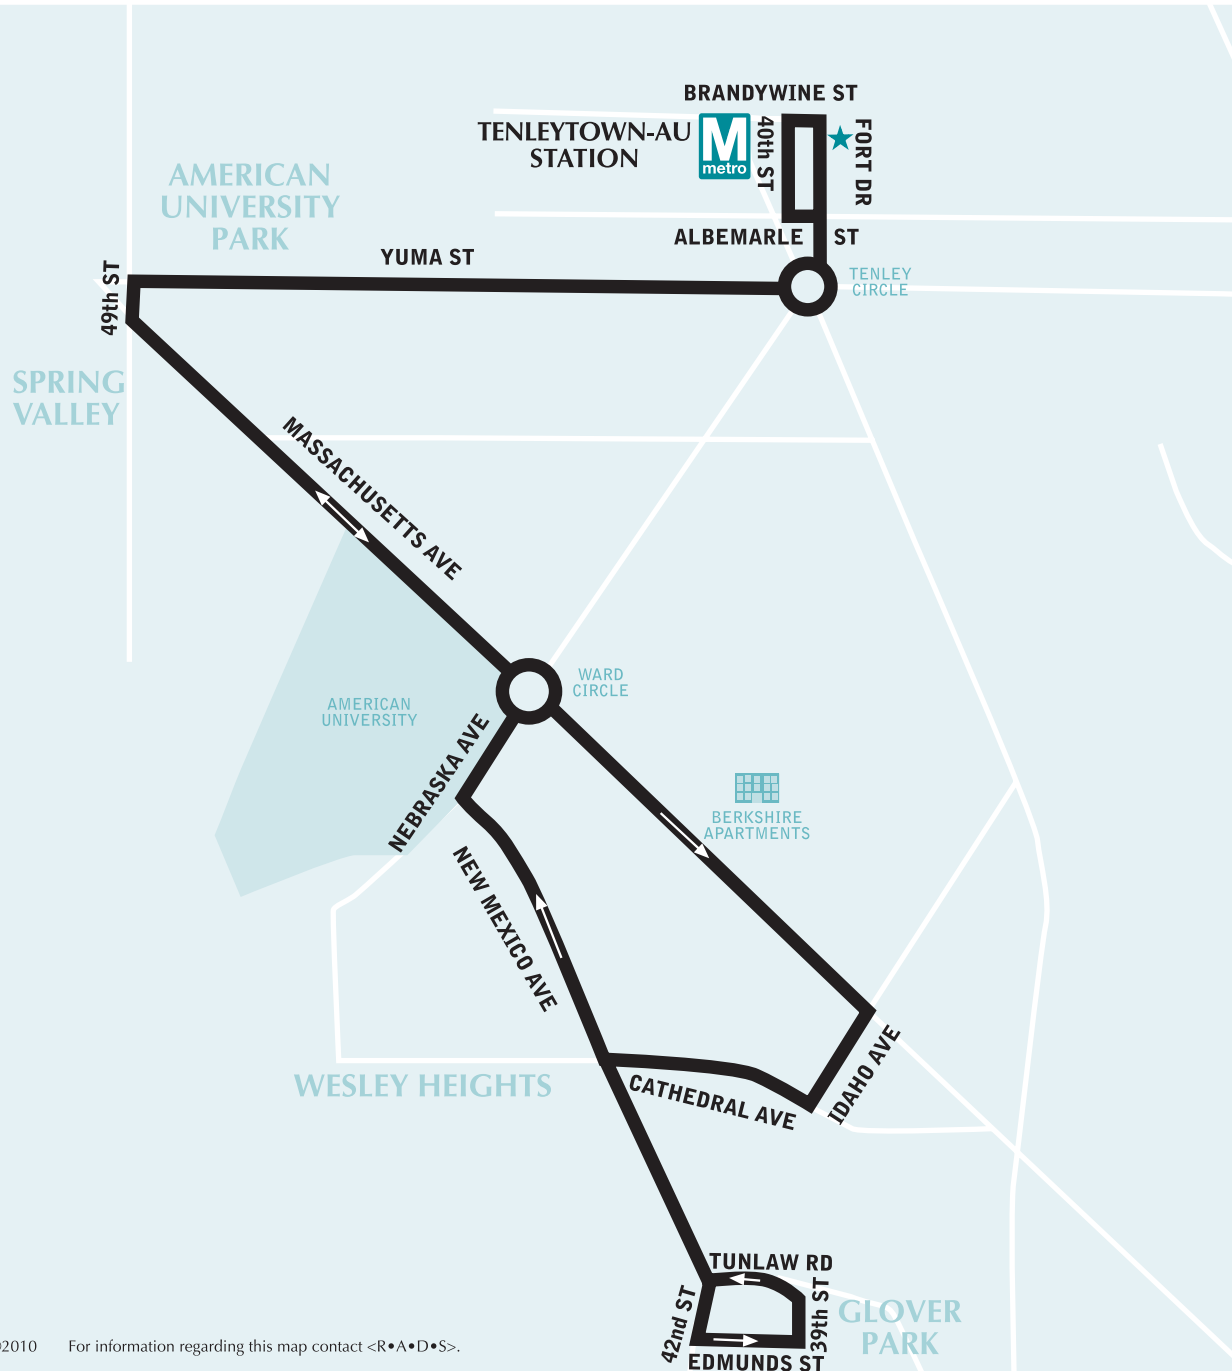 BRANDYWINE ST
TENLEYTOWN-AU
STATION
M
metro
40th ST
FORT DR
AMERICAN
UNIVERSITY
PARK
ALBEMARLE ST
YUMA ST
TENLEY
CIRCLE
49th ST
SPRING
VALLEY
MASSACHUSETTS AVE
WARD
CIRCLE
AMERICAN
UNIVERSITY
NEBRASKA AVE
BERKSHIRE
APARTMENTS
NEW MEXICO AVE
IDAHO AVE
WESLEY HEIGHTS
CATHEDRAL AVE
TUNLAW RD
42nd ST
39th ST
GLOVER
PARK
EDMUNDS ST
2010 For information regarding this map contact <R•A•D•S>.